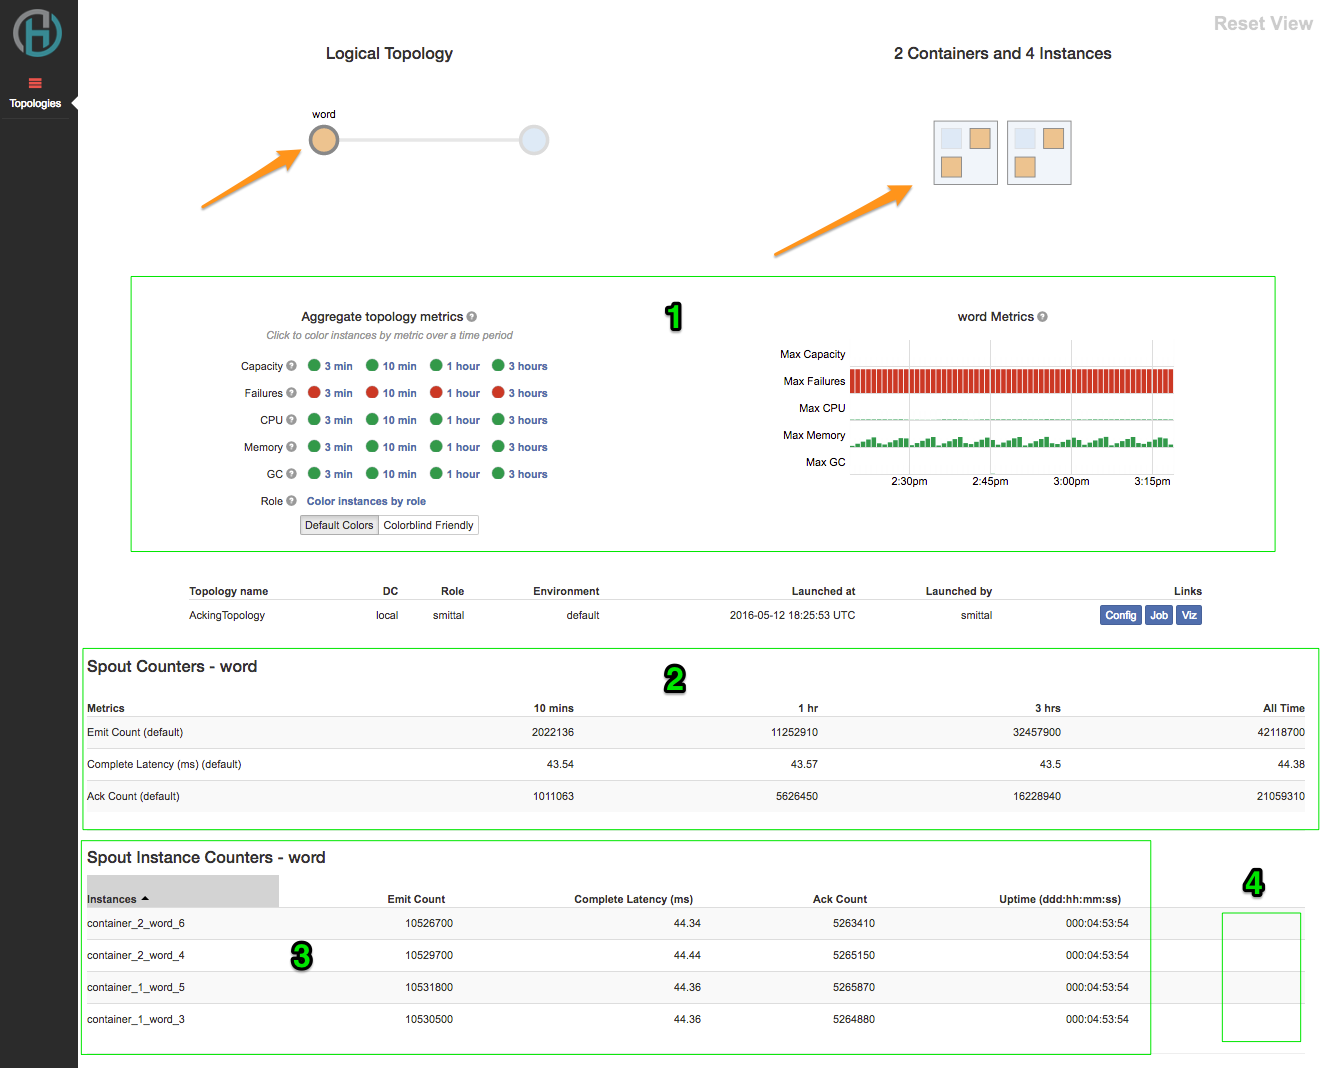 Reset View
Topologies
Logical Topology
2 Containers and 4 Instances
word
1
Aggregate topology metrics ?
Click to color instances by metric over a time period
Capacity ? 3 min 10 min 1 hour 3 hours
Failures ? 3 min 10 min 1 hour 3 hours
CPU ? 3 min 10 min 1 hour 3 hours
Memory ? 3 min 10 min 1 hour 3 hours
GC ? 3 min 10 min 1 hour 3 hours
Role ? Color instances by role
Default Colors Colorblind Friendly
word Metrics ?
Max Capacity
Max Failures
Max CPU
Max Memory
Max GC
2:30pm 2:45pm 3:00pm 3:15pm
Topology name DC Role Environment Launched at Launched by Links
AckingTopology local smittal default 2016-05-12 18:25:53 UTC smittal Config Job Viz
Spout Counters - word
2
Metrics 10 mins 1 hr 3 hrs All Time
Emit Count (default) 2022136 11252910 32457900 42118700
Complete Latency (ms) (default) 43.54 43.57 43.5 44.38
Ack Count (default) 1011063 5626450 16228940 21059310
Spout Instance Counters - word
4
Instances Emit Count Complete Latency (ms) Ack Count Uptime (ddd:hh:mm:ss)
container_2_word_6 10526700 44.34 5263410 000:04:53:54
3
container_2_word_4 10529700 44.44 5265150 000:04:53:54
container_1_word_5 10531800 44.36 5265870 000:04:53:54
container_1_word_3 10530500 44.36 5264880 000:04:53:54